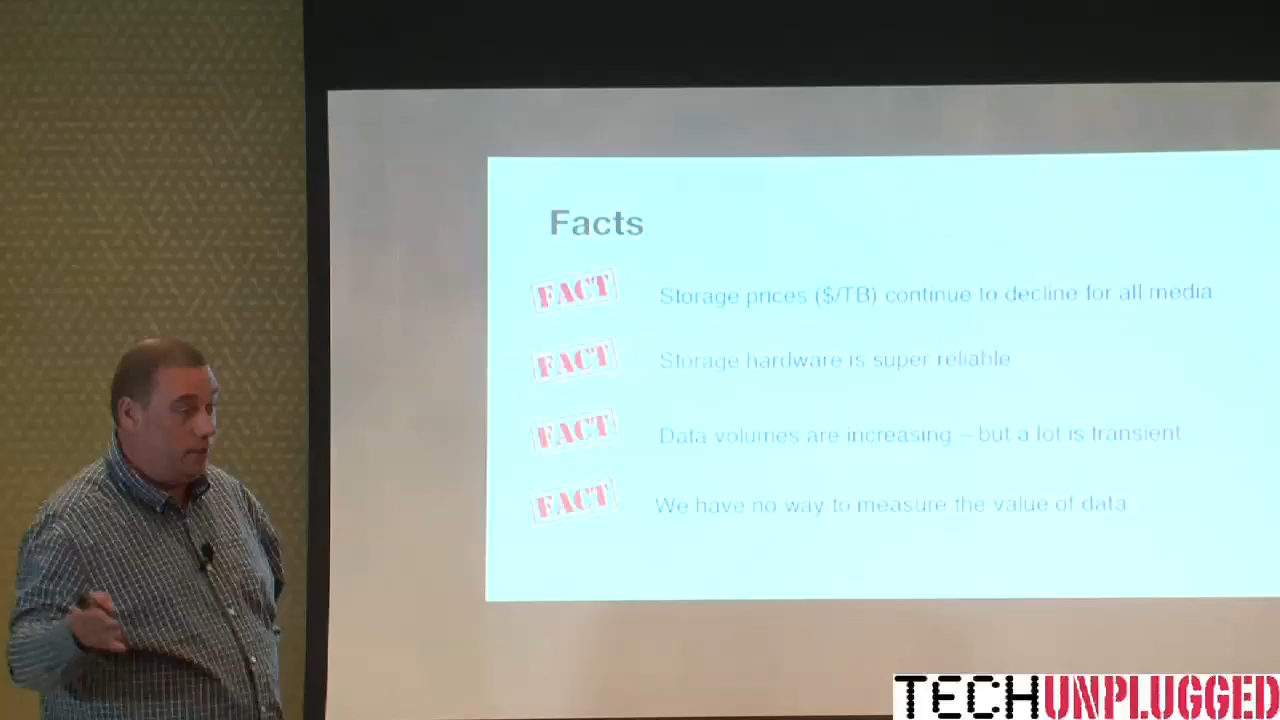 Facts
FACT Storage prices ($/TB) continue to decline for all media
FACT Storage hardware is super reliable
FACT Data volumes are increasing – but a lot is transient
FACT We have no way to measure the value of data
TECHUNPLUGGED